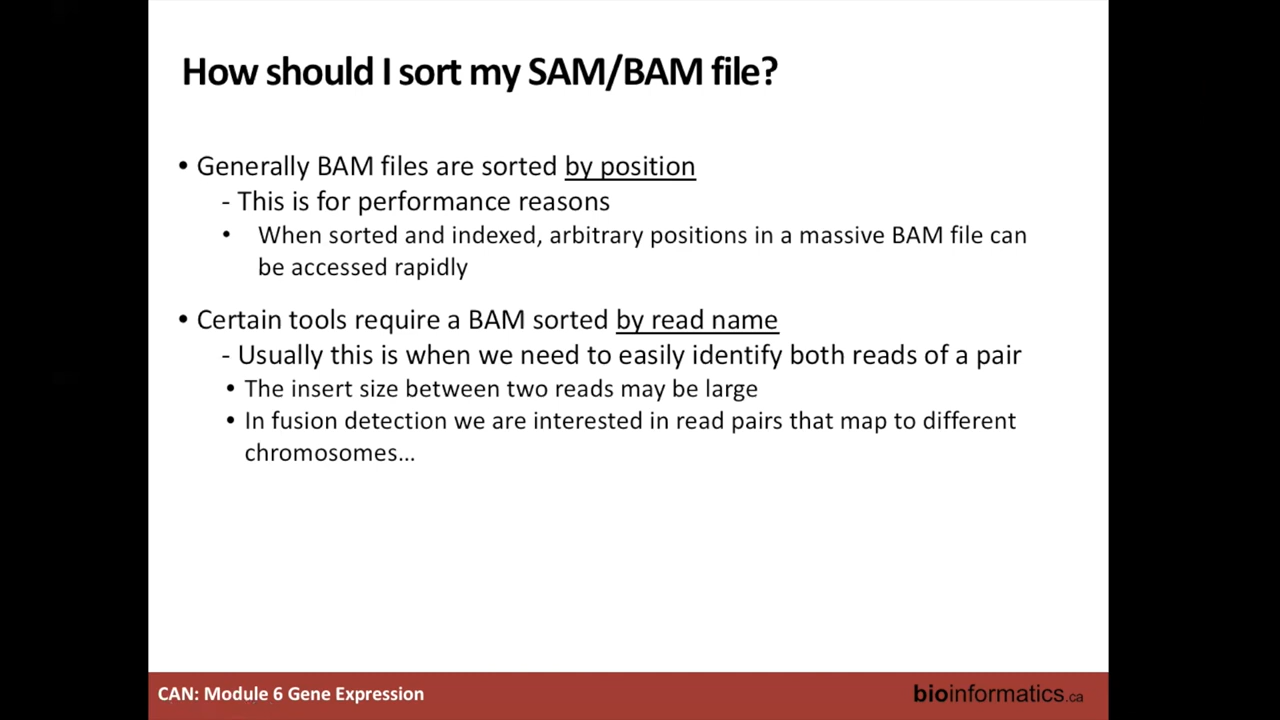 How should I sort my SAM/BAM file?
• Generally BAM files are sorted by position
- This is for performance reasons
• When sorted and indexed, arbitrary positions in a massive BAM file can
be accessed rapidly
• Certain tools require a BAM sorted by read name
- Usually this is when we need to easily identify both reads of a pair
• The insert size between two reads may be large
• In fusion detection we are interested in read pairs that map to different
chromosomes…
CAN: Module 6 Gene Expression
bioinformatics.ca